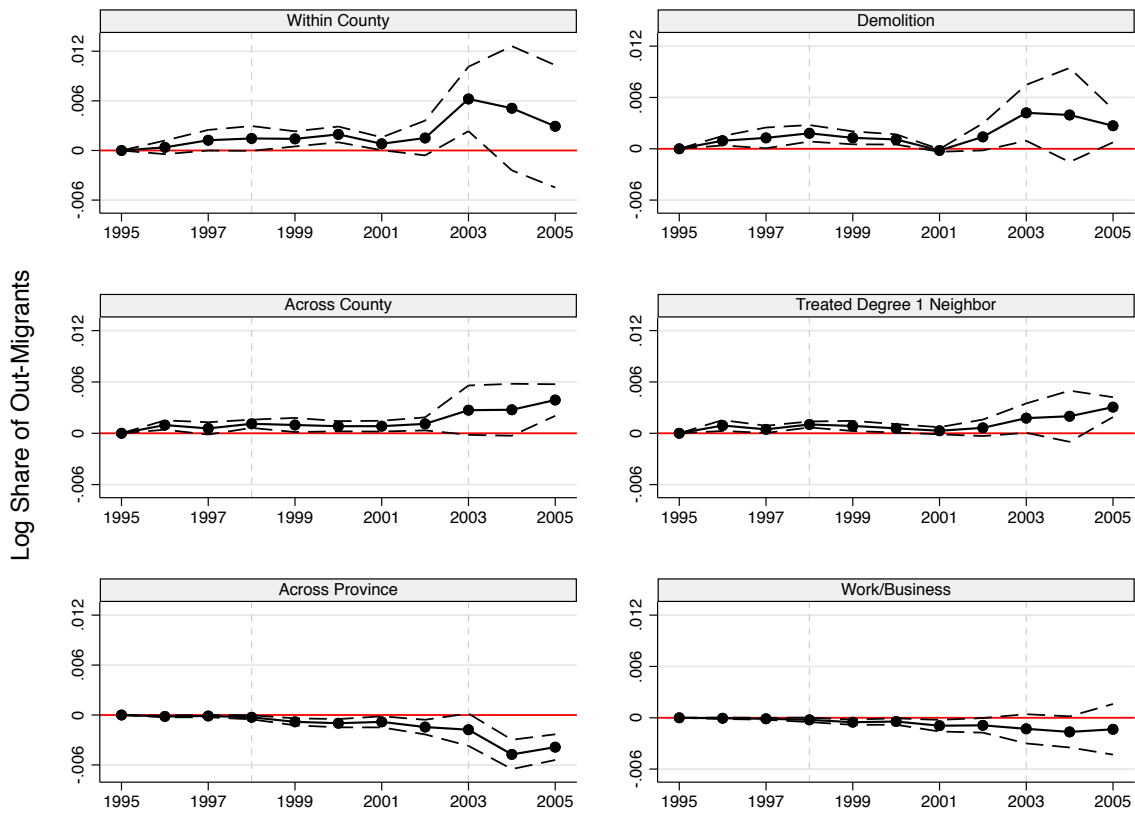 Log Share of Out-Migrants
Within County
.012
.006
0
-.006
1995 1997 1999 2001 2003 2005
Demolition
.012
.006
0
-.006
1995 1997 1999 2001 2003 2005
Across County
.012
.006
0
-.006
1995 1997 1999 2001 2003 2005
Treated Degree 1 Neighbor
.012
.006
0
-.006
1995 1997 1999 2001 2003 2005
Across Province
.012
.006
0
-.006
1995 1997 1999 2001 2003 2005
Work/Business
.012
.006
0
-.006
1995 1997 1999 2001 2003 2005